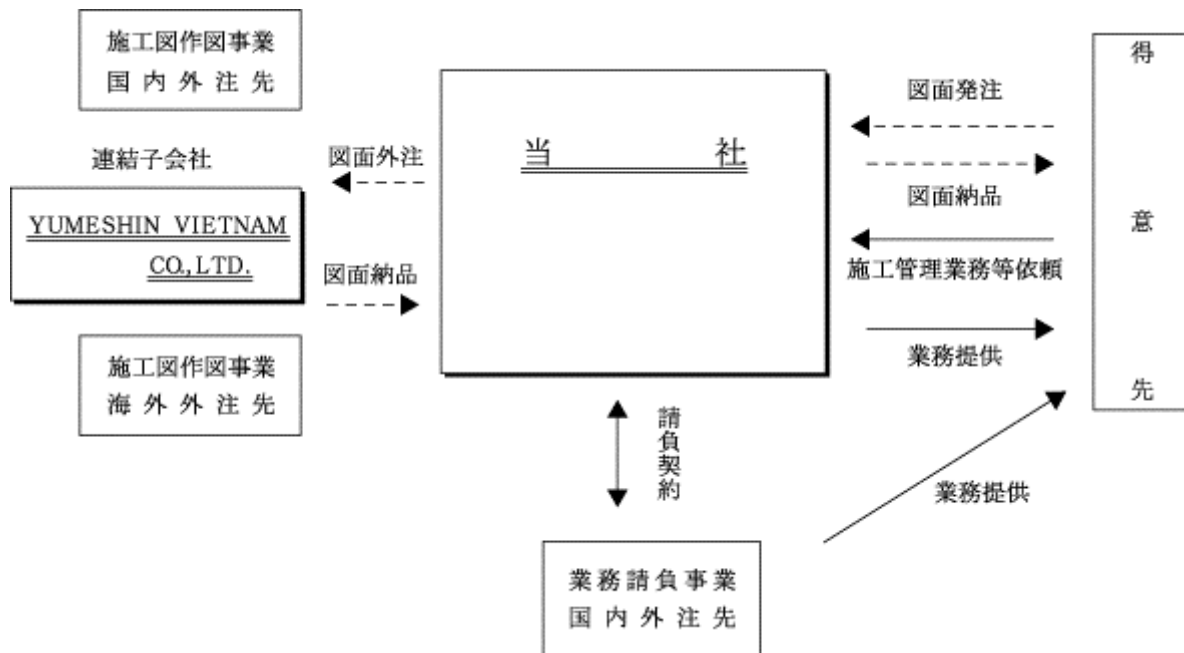 施工図作図事業
国内外注先
連結子会社
YUMESHIN VIETNAM
CO.,LTD.
施工図作図事業
海外外注先
図面外注
図面納品
当社
請負契約
業務請負事業
国内外注先
図面発注
図面納品
施工管理業務等依頼
業務提供
業務提供
得意先